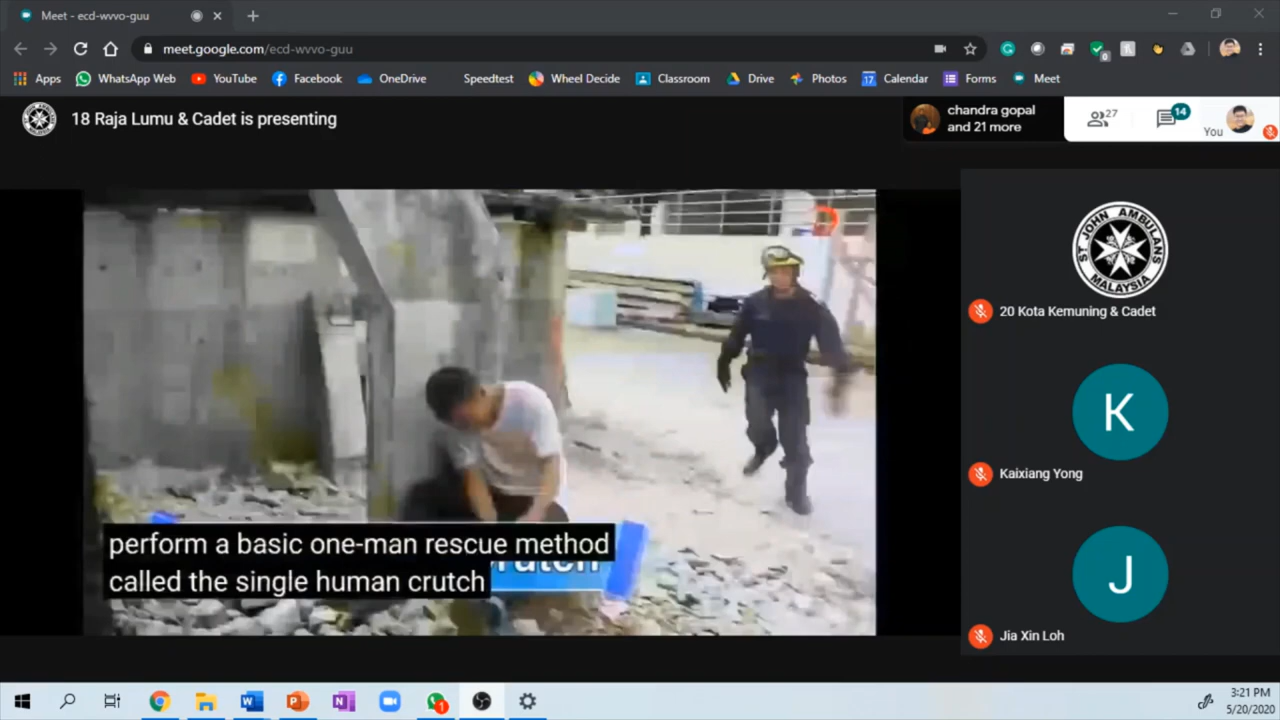 Meet - ecd-wvvo-guu
meet.google.com/ecd-wvvo-guu
Apps WhatsApp Web YouTube Facebook OneDrive Speedtest Wheel Decide Classroom Drive Photos Calendar Forms Meet
18 Raja Lumu & Cadet is presenting
chandra gopal
and 21 more
27
14
You
ST JOHN AMBULANS
MALAYSIA
20 Kota Kemuning & Cadet
K
Kaixiang Yong
J
Jia Xin Loh
perform a basic one-man rescue method
called the single human crutch
3:21 PM
5/20/2020